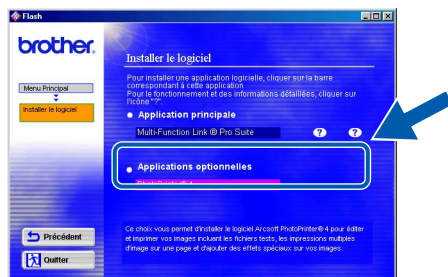 Flash
brother.
Installer le logiciel
Menu Principal
Installer le logiciel
Pour installer une application logicielle, cliquer sur la barre
correspondant à cette application
Pour le fonctionnement et des informations détaillées, cliquer sur
l'icône "?".
Application principale
Multi-Function Link ® Pro Suite
?
?
Applications optionnelles
PhotoPrinter® 4
Précédent
Quitter
Ce choix vous permet d'installer le logiciel Arcsoft PhotoPrinter® 4 pour éditer
et imprimer vos images incluant les fichiers tests, les impressions multiples
d'image sur une page et d'ajouter des effets spéciaux sur vos images.